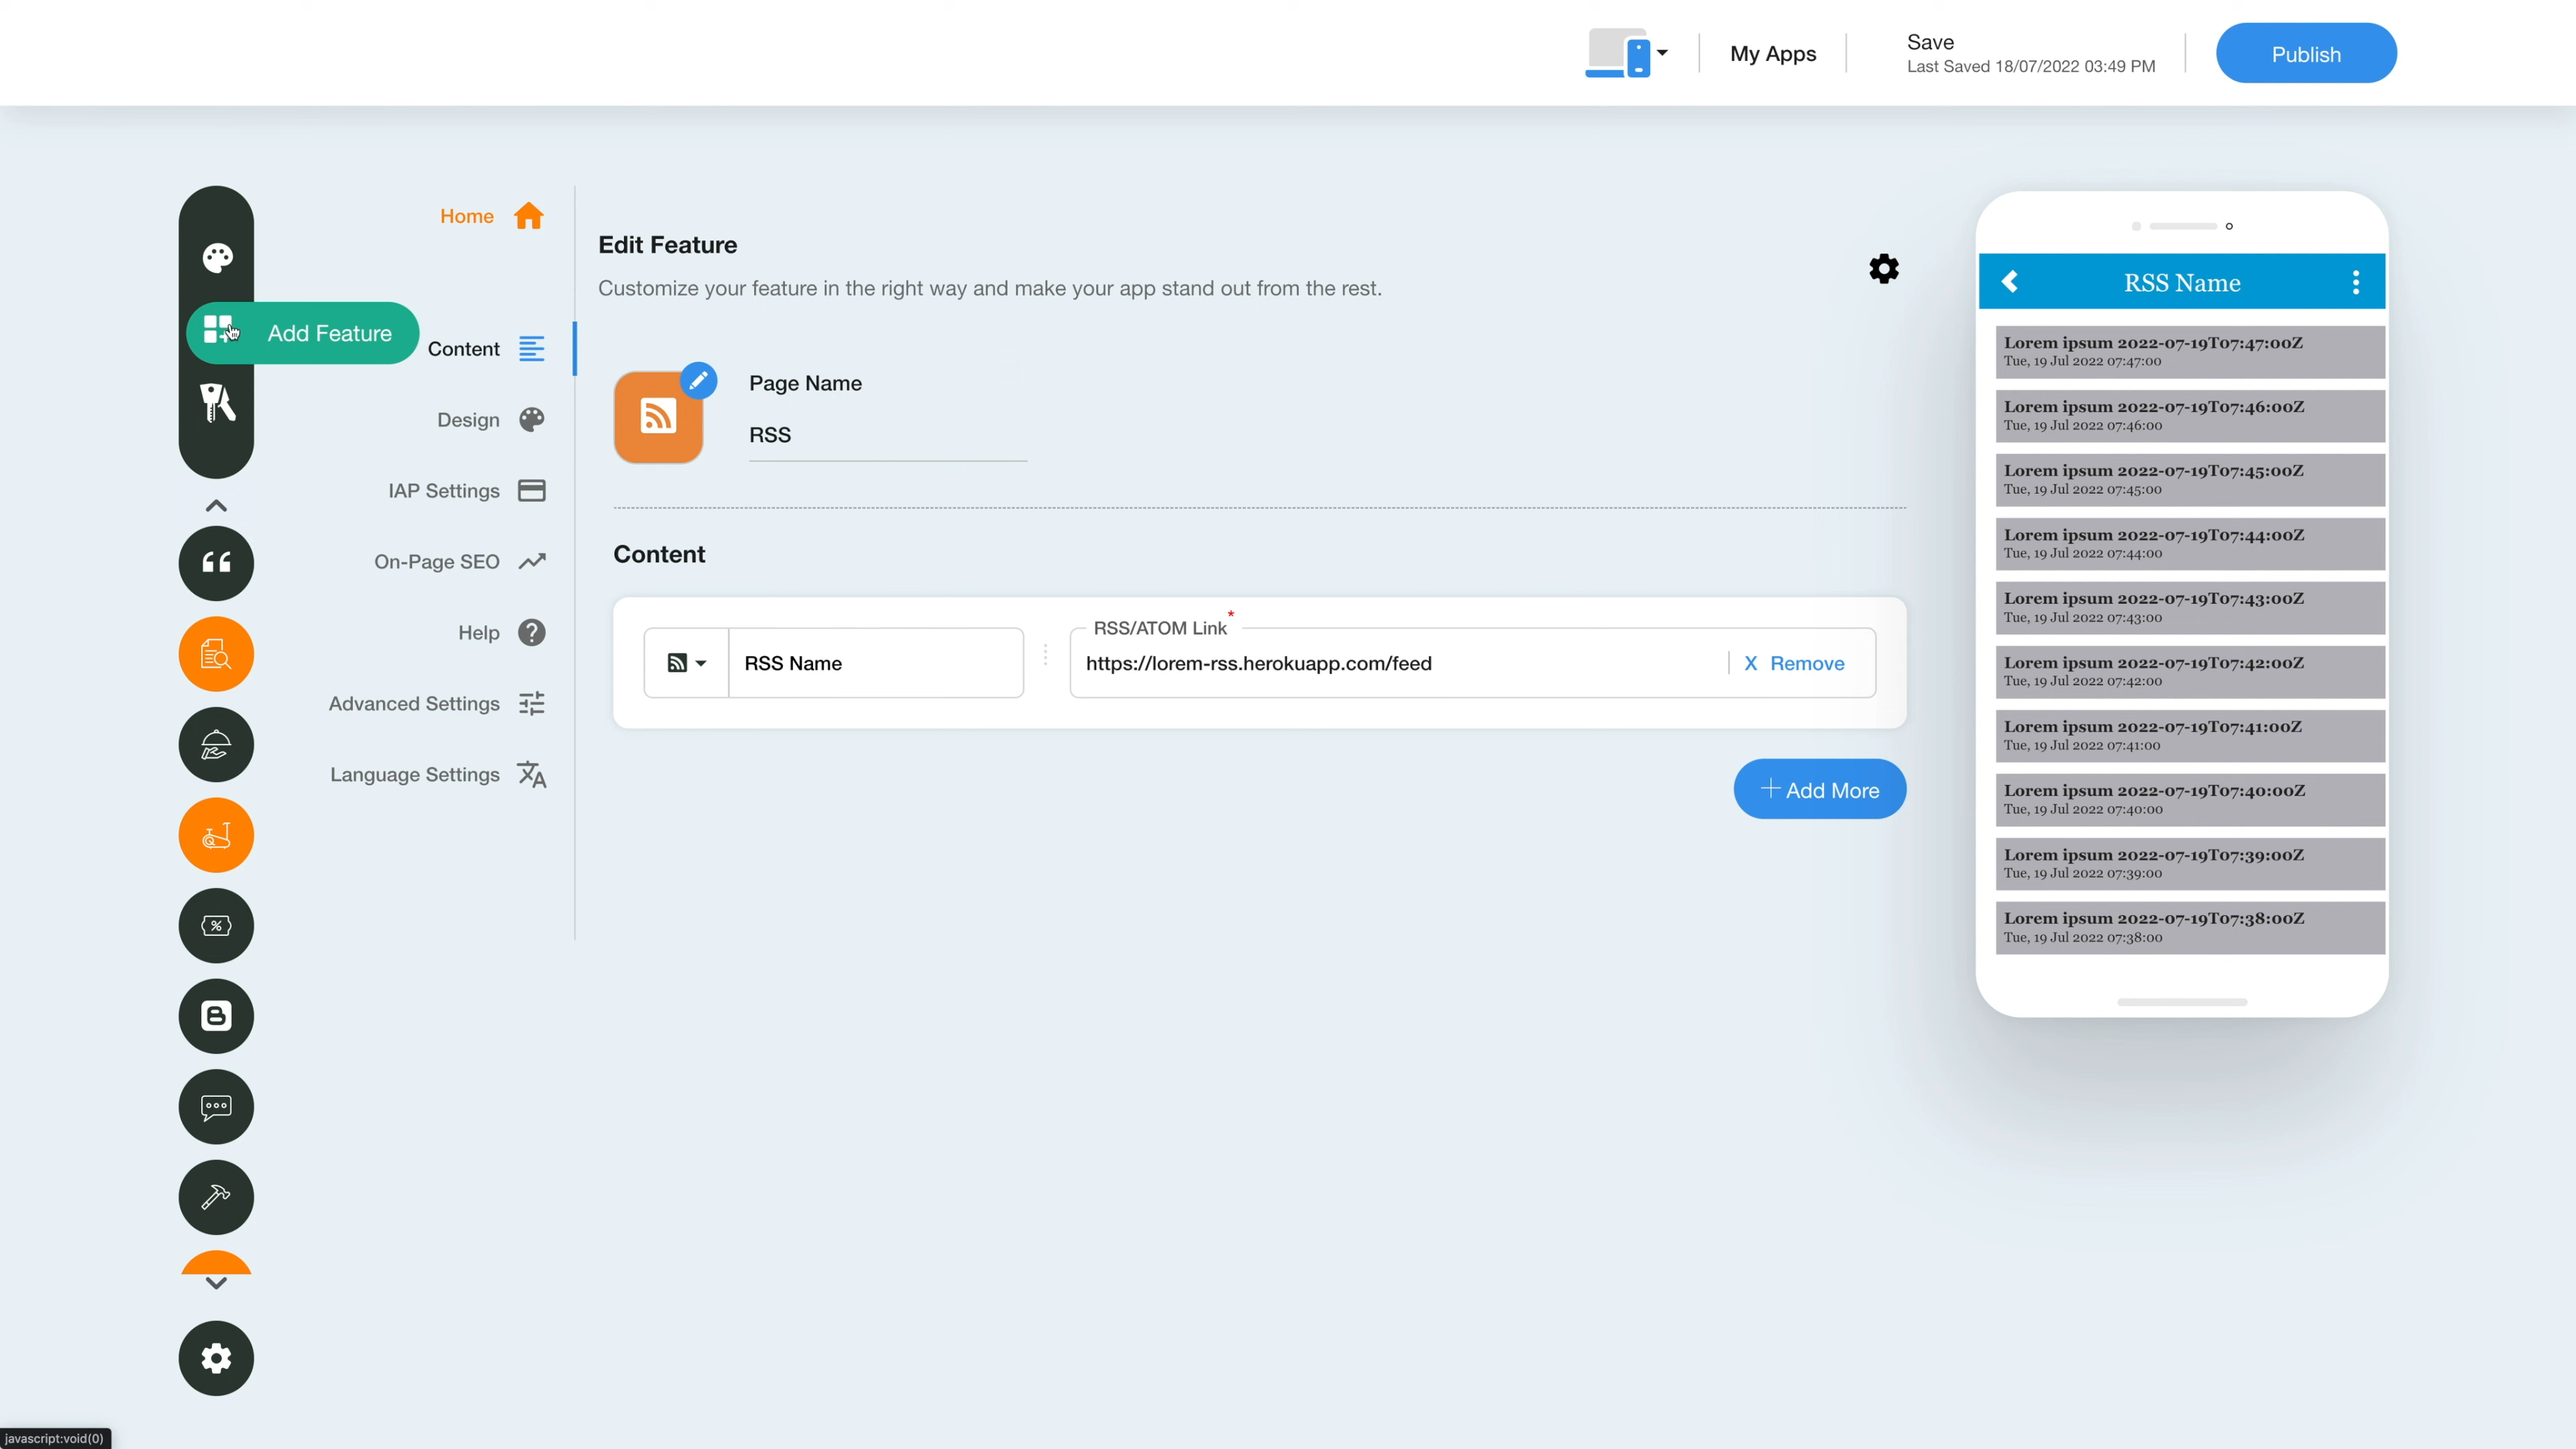 My Apps
Save
Last Saved 18/07/2022 03:49 PM
Publish
Home
Add Feature
Content
Design
IAP Settings
On-Page SEO
Help
Advanced Settings
Language Settings
Edit Feature
Customize your feature in the right way and make your app stand out from the rest.
Page Name
RSS
Content
RSS Name
RSS/ATOM Link*
https://lorem-rss.herokuapp.com/feed
X Remove
+ Add More
RSS Name
Lorem ipsum 2022-07-19T07:47:00Z
Tue, 19 Jul 2022 07:47:00
Lorem ipsum 2022-07-19T07:46:00Z
Tue, 19 Jul 2022 07:46:00
Lorem ipsum 2022-07-19T07:45:00Z
Tue, 19 Jul 2022 07:45:00
Lorem ipsum 2022-07-19T07:44:00Z
Tue, 19 Jul 2022 07:44:00
Lorem ipsum 2022-07-19T07:43:00Z
Tue, 19 Jul 2022 07:43:00
Lorem ipsum 2022-07-19T07:42:00Z
Tue, 19 Jul 2022 07:42:00
Lorem ipsum 2022-07-19T07:41:00Z
Tue, 19 Jul 2022 07:41:00
Lorem ipsum 2022-07-19T07:40:00Z
Tue, 19 Jul 2022 07:40:00
Lorem ipsum 2022-07-19T07:39:00Z
Tue, 19 Jul 2022 07:39:00
Lorem ipsum 2022-07-19T07:38:00Z
Tue, 19 Jul 2022 07:38:00
javascript:void(0)